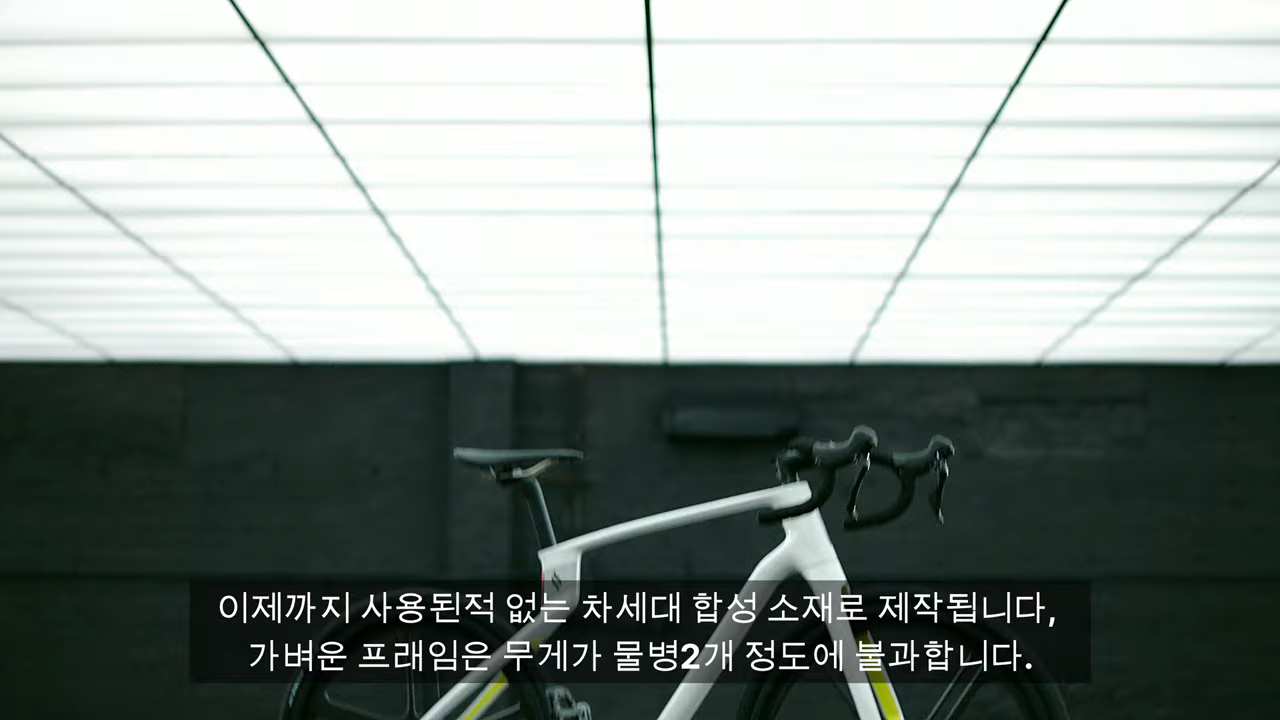 이제까지 사용된적 없는 차세대 합성 소재로 제작됩니다,
가벼운 프래임은 무게가 물병2개 정도에 불과합니다.